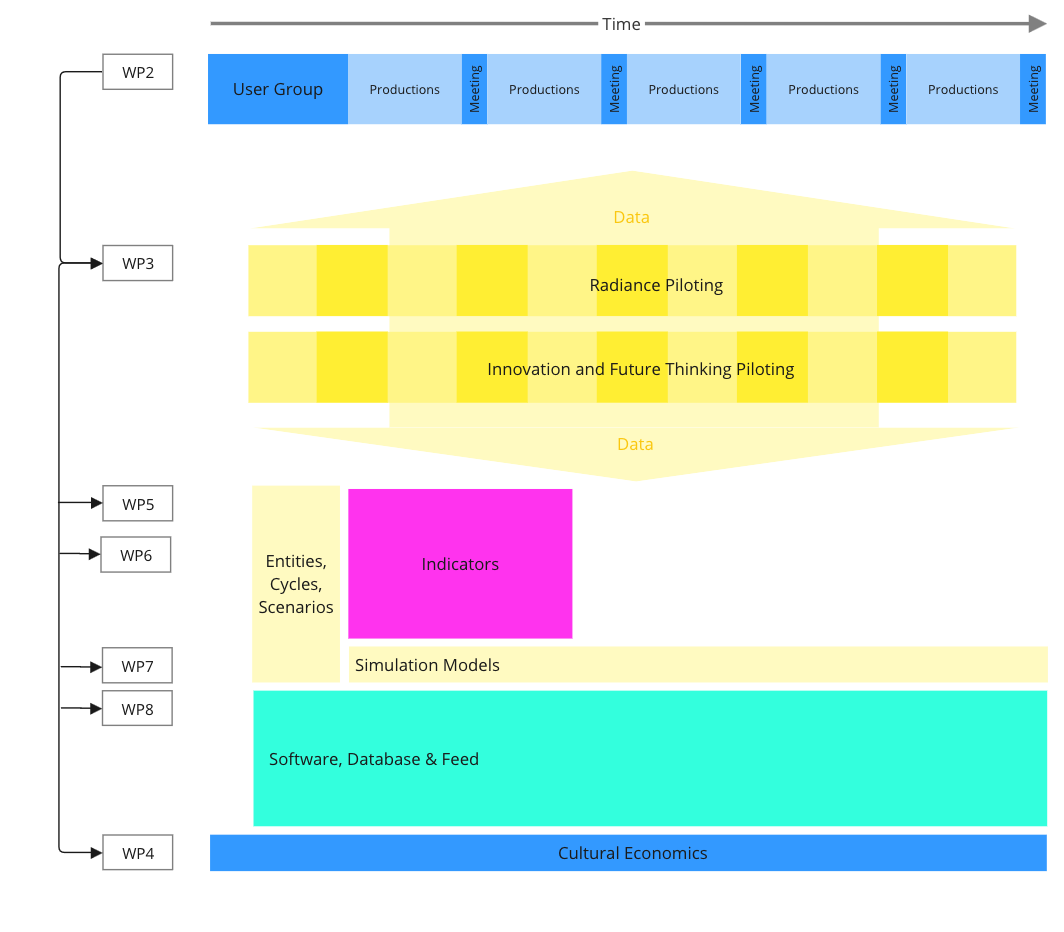 Time
WP2
User Group
Productions
Meeting
Productions
Meeting
Productions
Meeting
Productions
Meeting
Productions
Meeting
Data
WP3
Radiance Piloting
Innovation and Future Thinking Piloting
Data
WP5
WP6
Entities,
Cycles,
Scenarios
Indicators
WP7
Simulation Models
WP8
Software, Database & Feed
WP4
Cultural Economics